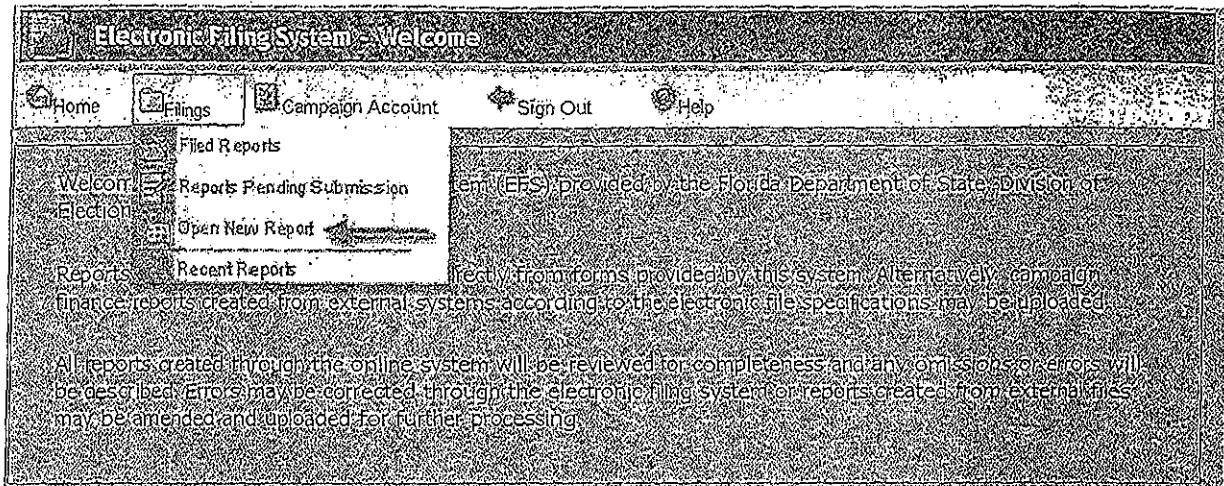 Electronic Filing System - Welcome
Home Filings Campaign Account Sign Out Help
Filed Reports
Reports Pending Submission
Open New Report
Recent Reports
Welcom tem (EFS) provided by the Florida Department of State, Division of
Election
Reports rectly from forms provided by this system. Alternatively, campaign
finance reports created from external systems according to the electronic file specifications may be uploaded.
All reports created through the online system will be reviewed for completeness and any omissions or errors will
be described. Errors may be corrected through the electronic filing system or reports created from external files
may be amended and uploaded for further processing.